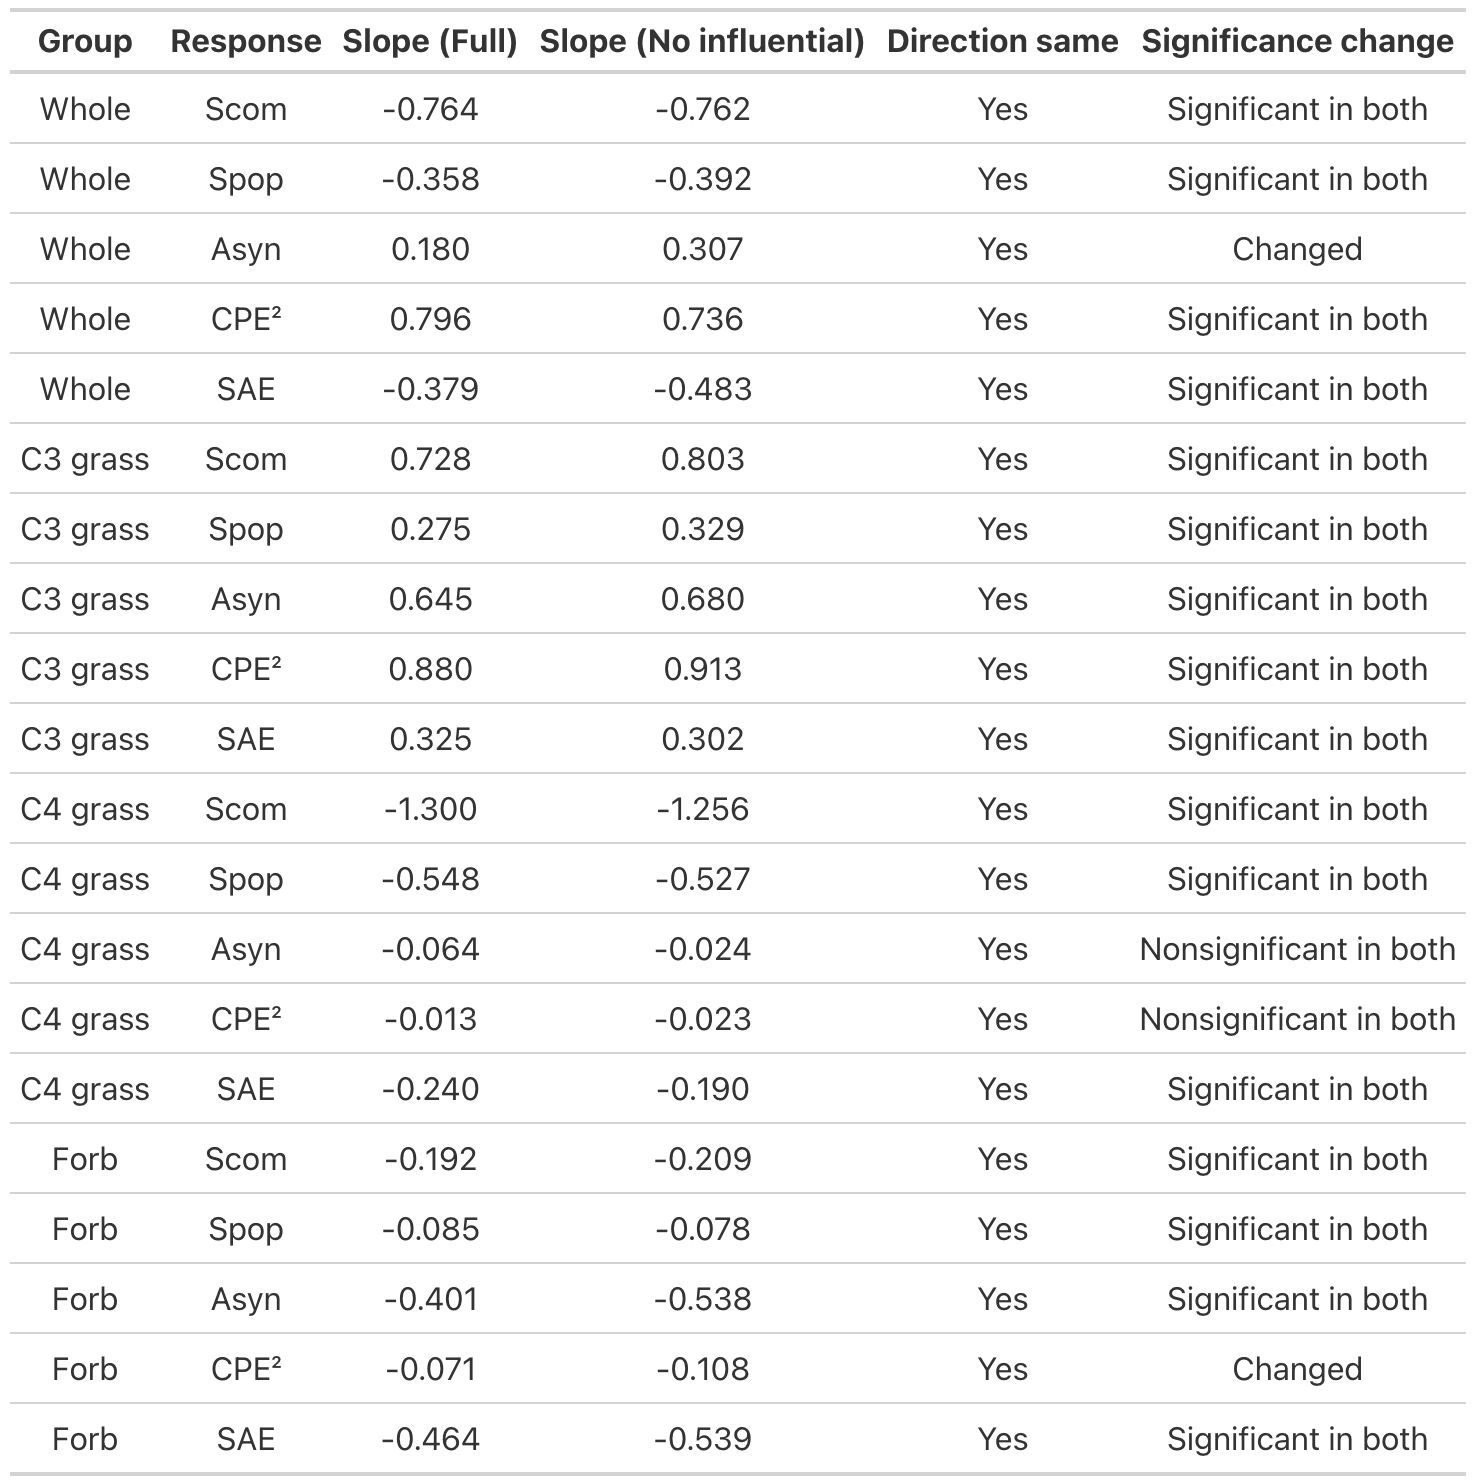 Group Response Slope (Full) Slope (No influential) Direction same Significance change
Whole Scom -0.764 -0.762 Yes Significant in both
Whole Spop -0.358 -0.392 Yes Significant in both
Whole Asyn 0.180 0.307 Yes Changed
Whole CPE² 0.796 0.736 Yes Significant in both
Whole SAE -0.379 -0.483 Yes Significant in both
C3 grass Scom 0.728 0.803 Yes Significant in both
C3 grass Spop 0.275 0.329 Yes Significant in both
C3 grass Asyn 0.645 0.680 Yes Significant in both
C3 grass CPE² 0.880 0.913 Yes Significant in both
C3 grass SAE 0.325 0.302 Yes Significant in both
C4 grass Scom -1.300 -1.256 Yes Significant in both
C4 grass Spop -0.548 -0.527 Yes Significant in both
C4 grass Asyn -0.064 -0.024 Yes Nonsignificant in both
C4 grass CPE² -0.013 -0.023 Yes Nonsignificant in both
C4 grass SAE -0.240 -0.190 Yes Significant in both
Forb Scom -0.192 -0.209 Yes Significant in both
Forb Spop -0.085 -0.078 Yes Significant in both
Forb Asyn -0.401 -0.538 Yes Significant in both
Forb CPE² -0.071 -0.108 Yes Changed
Forb SAE -0.464 -0.539 Yes Significant in both